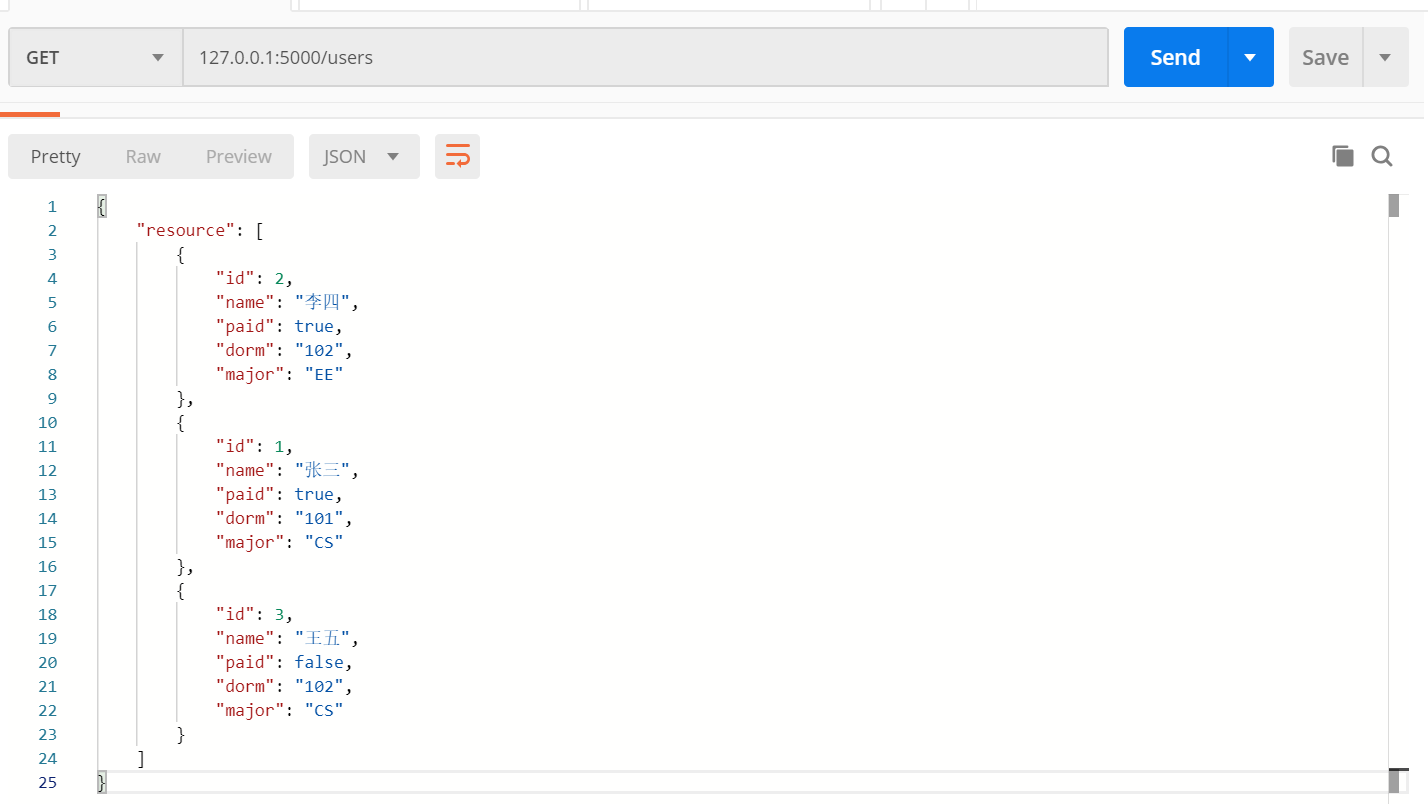 GET 127.0.0.1:5000/users Send Save
Pretty Raw Preview JSON
1 {
2 "resource": [
3 {
4 "id": 2,
5 "name": "李四",
6 "paid": true,
7 "dorm": "102",
8 "major": "EE"
9 },
10 {
11 "id": 1,
12 "name": "张三",
13 "paid": true,
14 "dorm": "101",
15 "major": "CS"
16 },
17 {
18 "id": 3,
19 "name": "王五",
20 "paid": false,
21 "dorm": "102",
22 "major": "CS"
23 }
24 ]
25 }